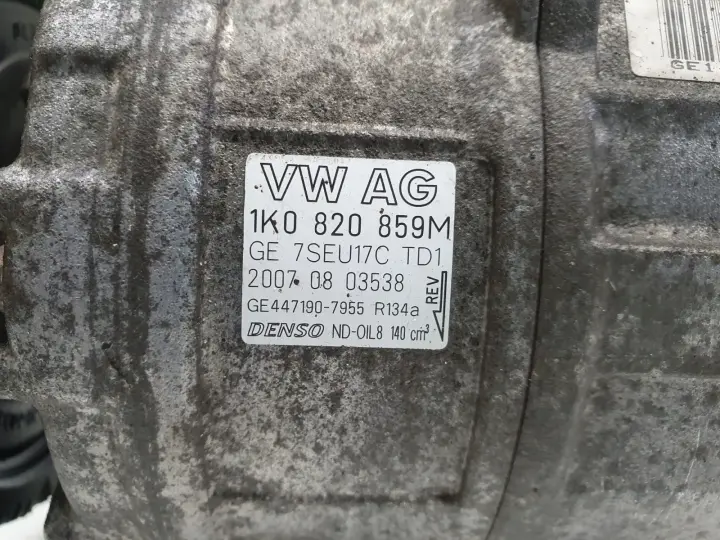 VW AG
1K0 820 859M
GE 7SEU17C TD1
2007 08 03538
GE447190-7955 R134a
REV
DENSO ND-OIL8 140 cm³